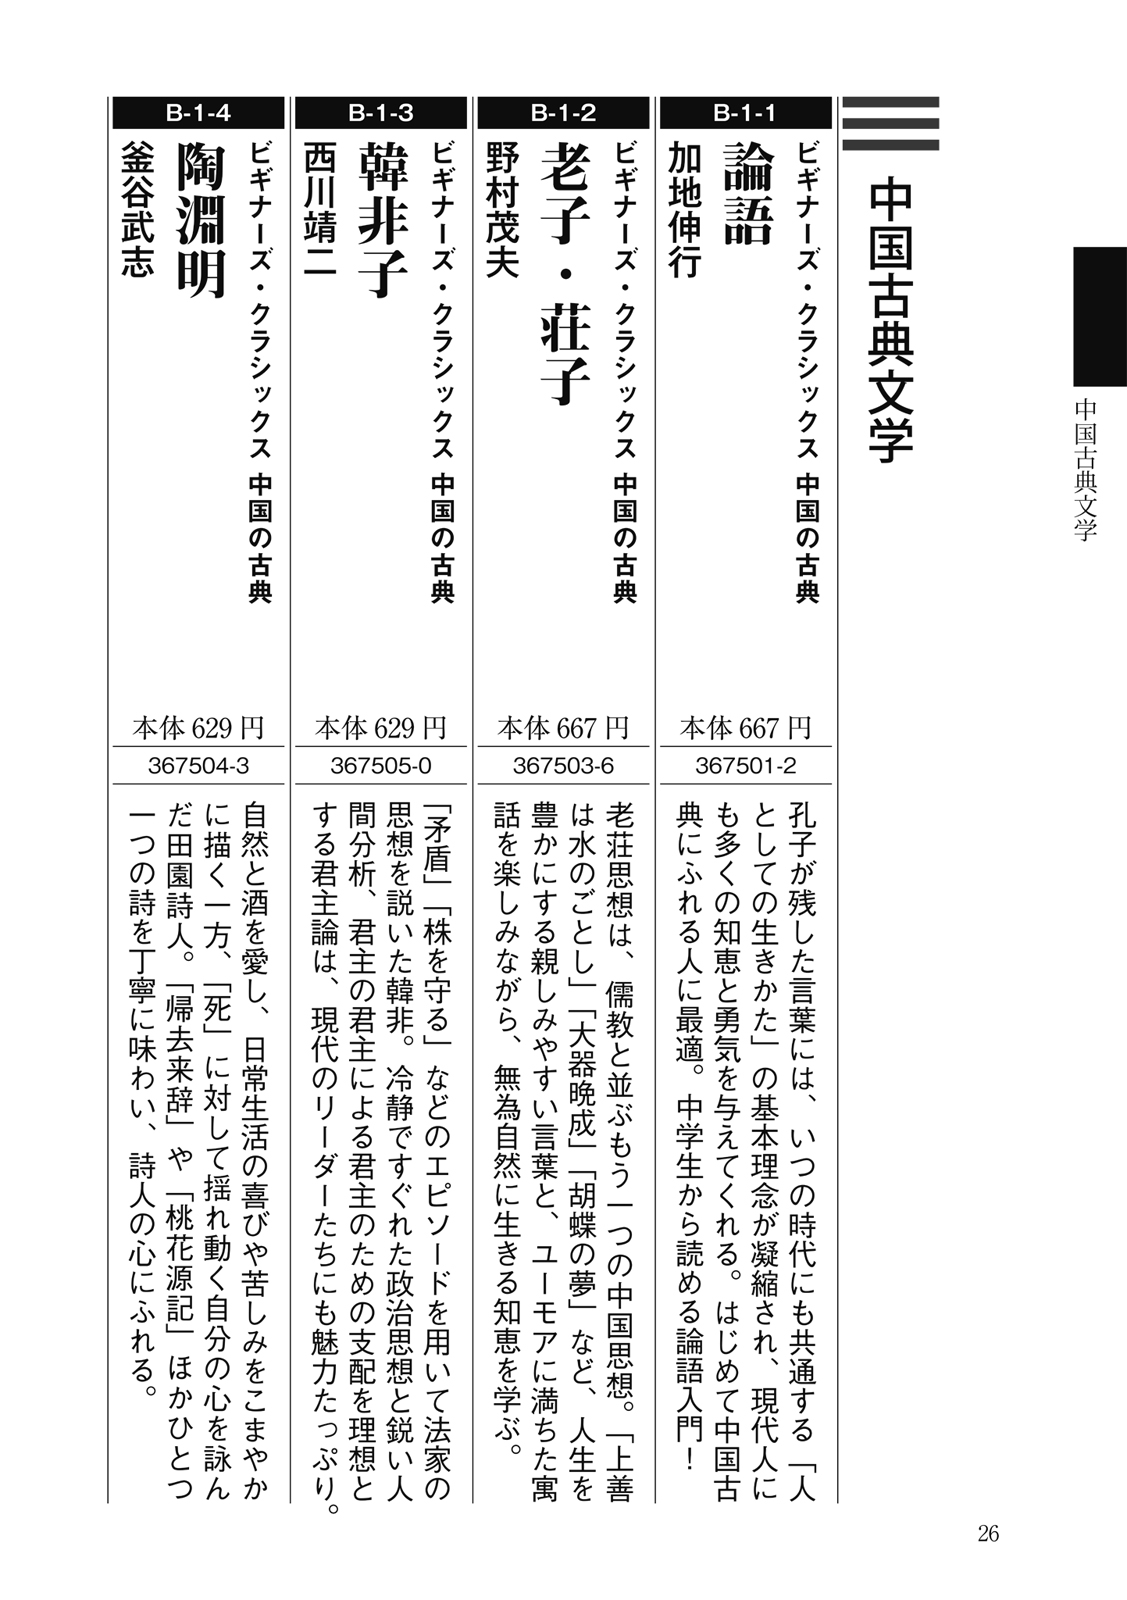 中国古典文学
中国古典文学
B-1-1
ビギナーズ・クラシックス 中国の古典
論語
加地伸行
本体 667 円
367501-2
孔子が残した言葉には、いつの時代にも共通する「人
としての生きかた」の基本理念が凝縮され、現代人に
も多くの知恵と勇気を与えてくれる。はじめて中国古
典にふれる人に最適。中学生から読める論語入門！
B-1-2
ビギナーズ・クラシックス 中国の古典
老子・荘子
野村茂夫
本体 667 円
367503-6
老荘思想は、儒教と並ぶもう一つの中国思想。「上善
は水のごとし」「大器晩成」「胡蝶の夢」など、人生を
豊かにする親しみやすい言葉と、ユーモアに満ちた寓
話を楽しみながら、無為自然に生きる知恵を学ぶ。
B-1-3
ビギナーズ・クラシックス 中国の古典
韓非子
西川靖二
本体 629 円
367505-0
「矛盾」「株を守る」などのエピソードを用いて法家の
思想を説いた韓非。冷静ですぐれた政治思想と鋭い人
間分析、君主の君主による君主のための支配を理想と
する君主論は、現代のリーダーたちにも魅力たっぷり。
B-1-4
ビギナーズ・クラシックス 中国の古典
陶淵明
釜谷武志
本体 629 円
367504-3
自然と酒を愛し、日常生活の喜びや苦しみをこまやか
に描く一方、「死」に対して揺れ動く自分の心を詠ん
だ田園詩人。「帰去来辞」や「桃花源記」ほかひとつ
一つの詩を丁寧に味わい、詩人の心にふれる。
26